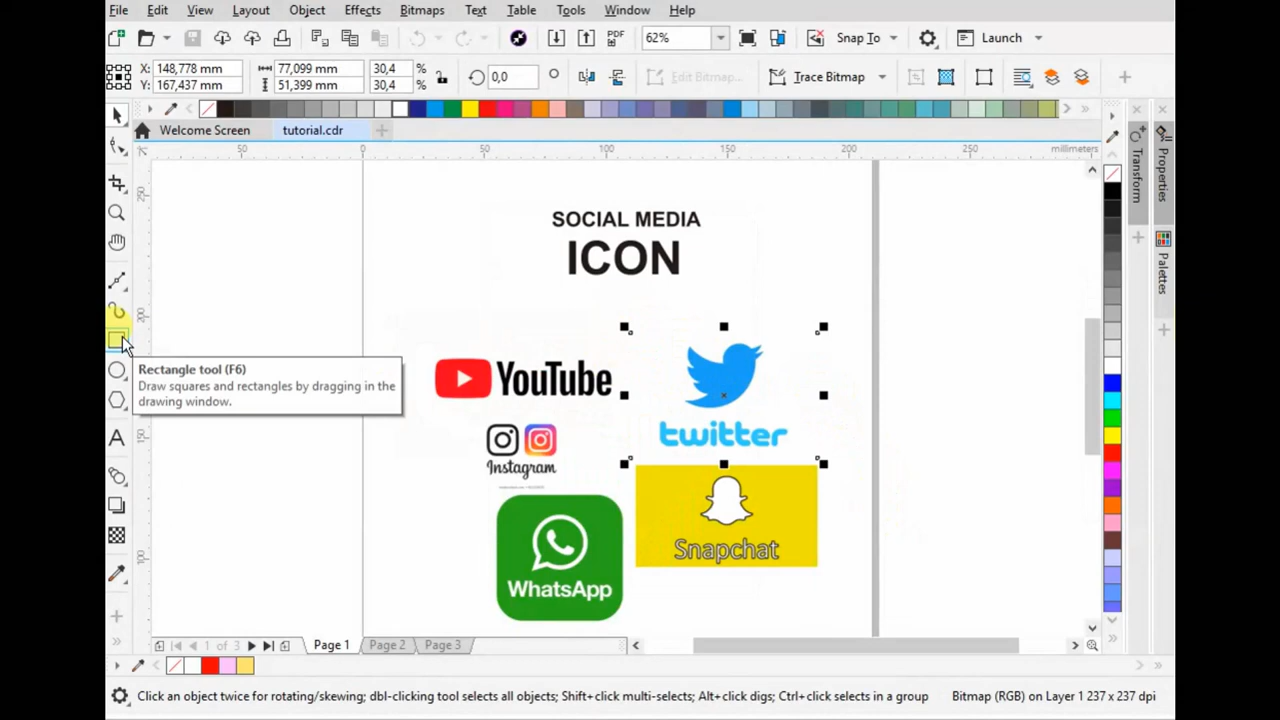 File Edit View Layout Object Effects Bitmaps Text Table Tools Window Help
PDF 62% Snap To Launch
X: 148,778 mm 77,099 mm 30,4 % 0,0 ° Edit Bitmap... Trace Bitmap
Y: 167,437 mm 51,399 mm 30,4 %
Welcome Screen tutorial.cdr
50 0 50 100 150 200 250 millimeters
250
200
150
100
Transform
Properties
Palettes
SOCIAL MEDIA
ICON
Rectangle tool (F6)
Draw squares and rectangles by dragging in the
drawing window.
YouTube
twitter
Instagram
Snapchat
WhatsApp
1 of 3 Page 1 Page 2 Page 3
Click an object twice for rotating/skewing; dbl-clicking tool selects all objects; Shift+click multi-selects; Alt+click digs; Ctrl+click selects in a group Bitmap (RGB) on Layer 1 237 x 237 dpi